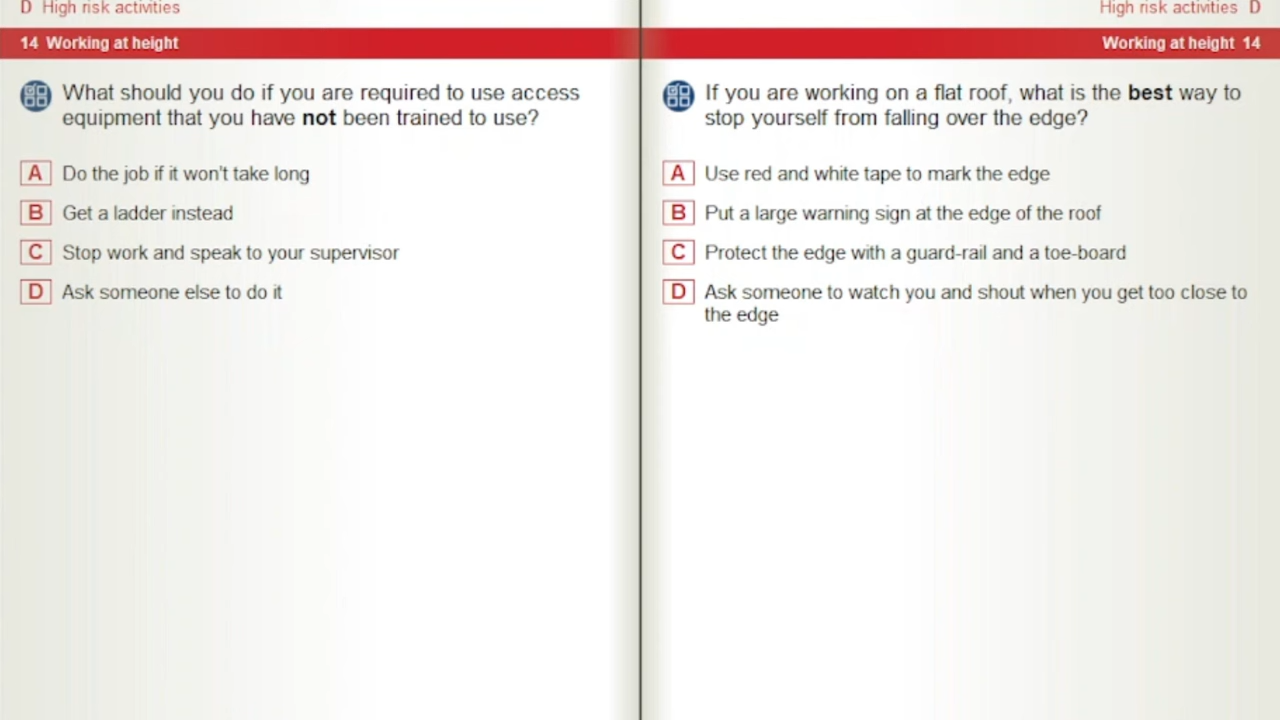 D High risk activities
14 Working at height
What should you do if you are required to use access
equipment that you have not been trained to use?
A Do the job if it won't take long
B Get a ladder instead
C Stop work and speak to your supervisor
D Ask someone else to do it
High risk activities D
Working at height 14
If you are working on a flat roof, what is the best way to
stop yourself from falling over the edge?
A Use red and white tape to mark the edge
B Put a large warning sign at the edge of the roof
C Protect the edge with a guard-rail and a toe-board
D Ask someone to watch you and shout when you get too close to
the edge